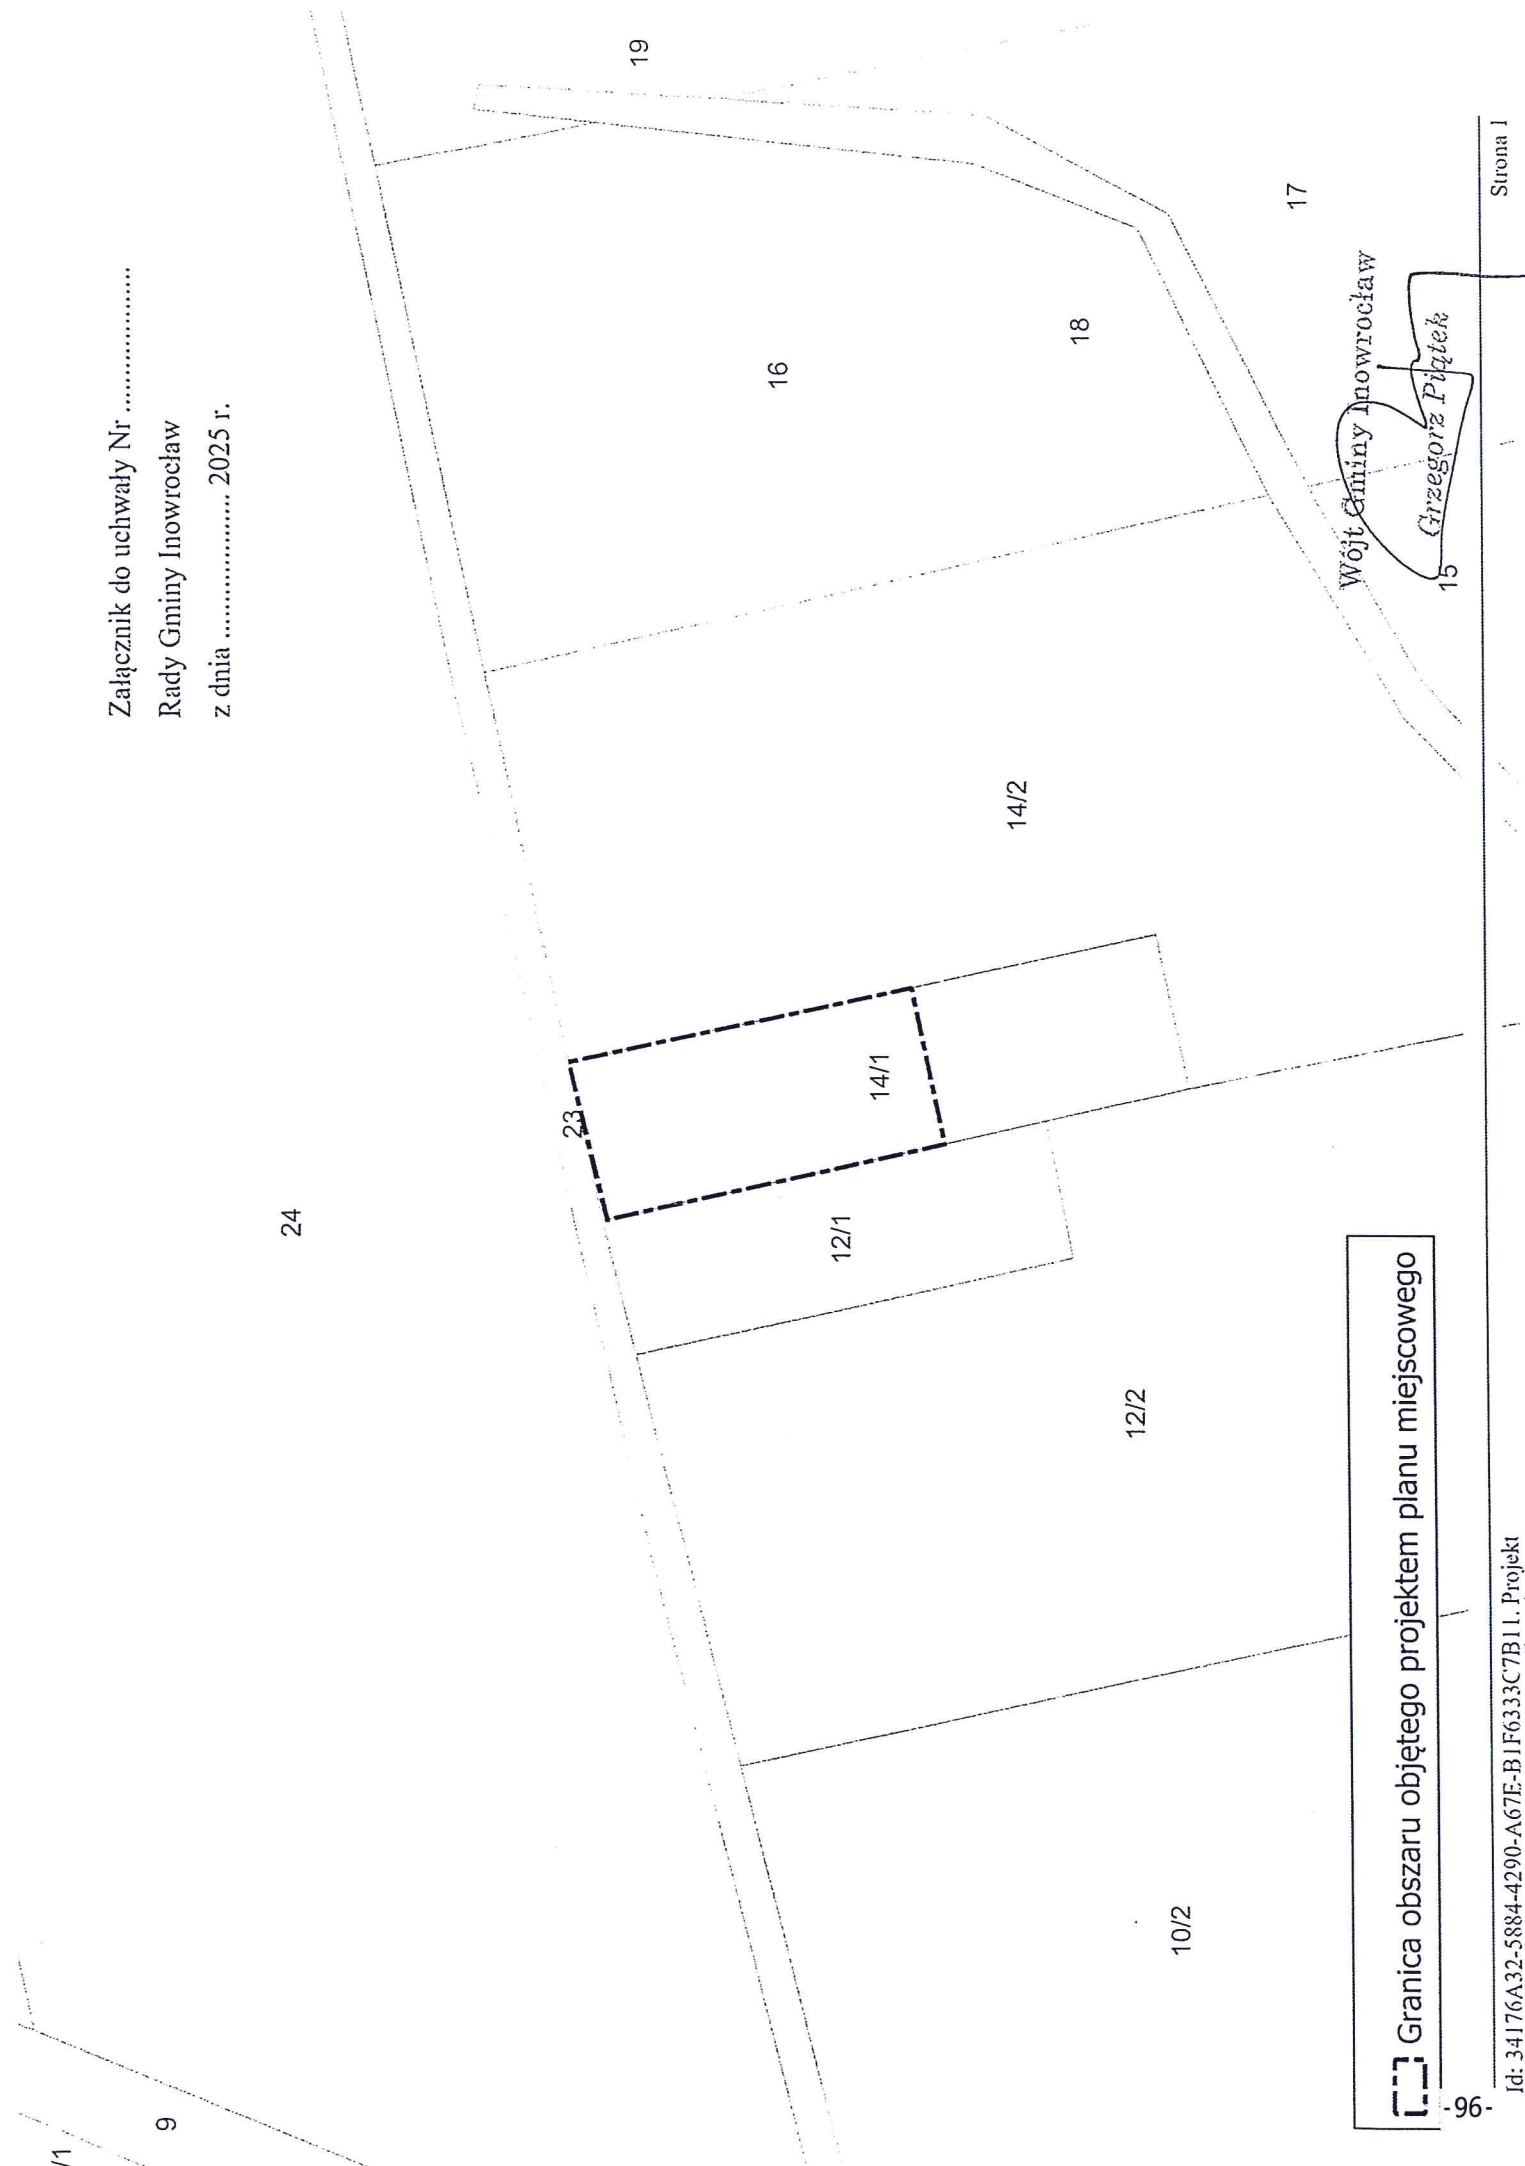 Załącznik do uchwały Nr ......................
Rady Gminy Inowrocław
z dnia ..................... 2025 r.
/1
9
24
19
23
16
18
17
14/2
14/1
12/1
12/2
10/2
15
Wójt Gminy Inowrocław
Grzegorz Piątek
Granica obszaru objętego projektem planu miejscowego
-96-
Id: 34176A32-5884-4290-A67E-B1F6333C7B11. Projekt
Strona 1